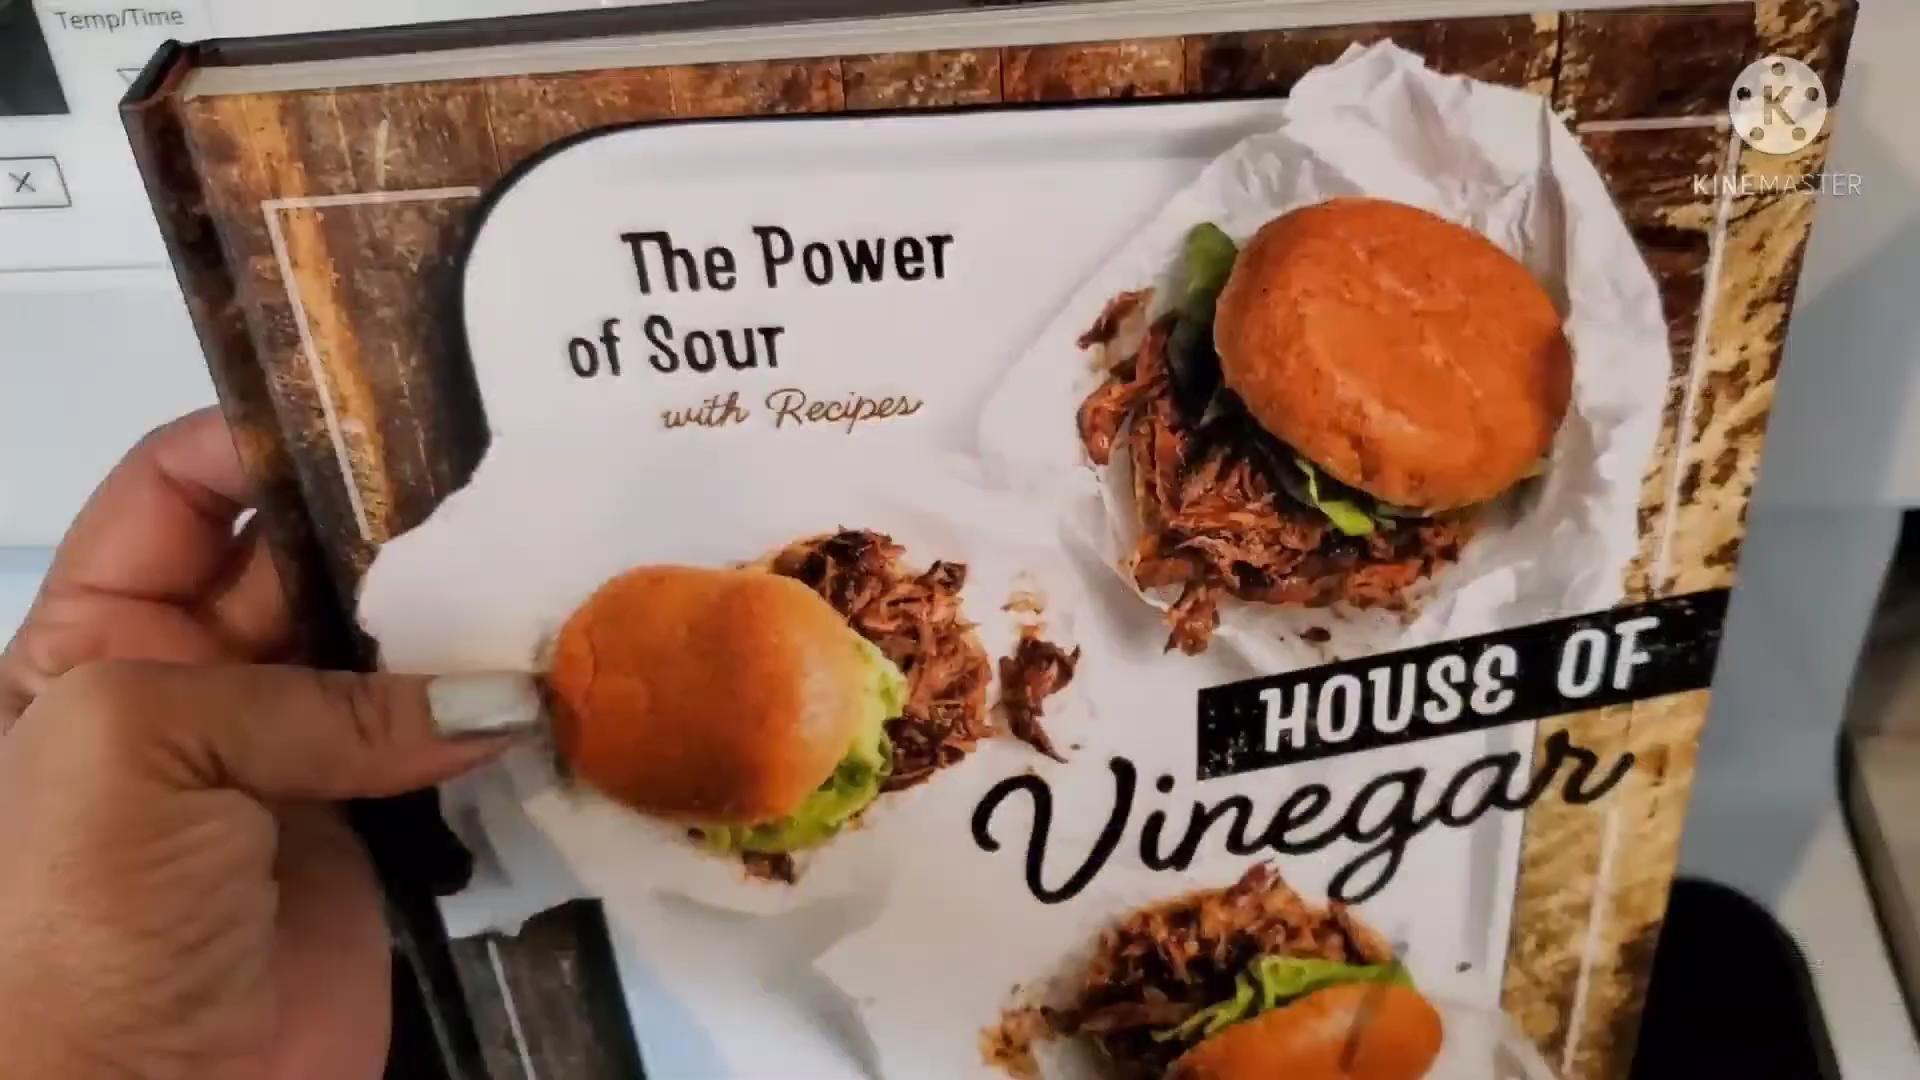 Temp/Time
X
K
KINEMASTER
The Power
of Sour
with Recipes
HOUSE OF
Vinegar